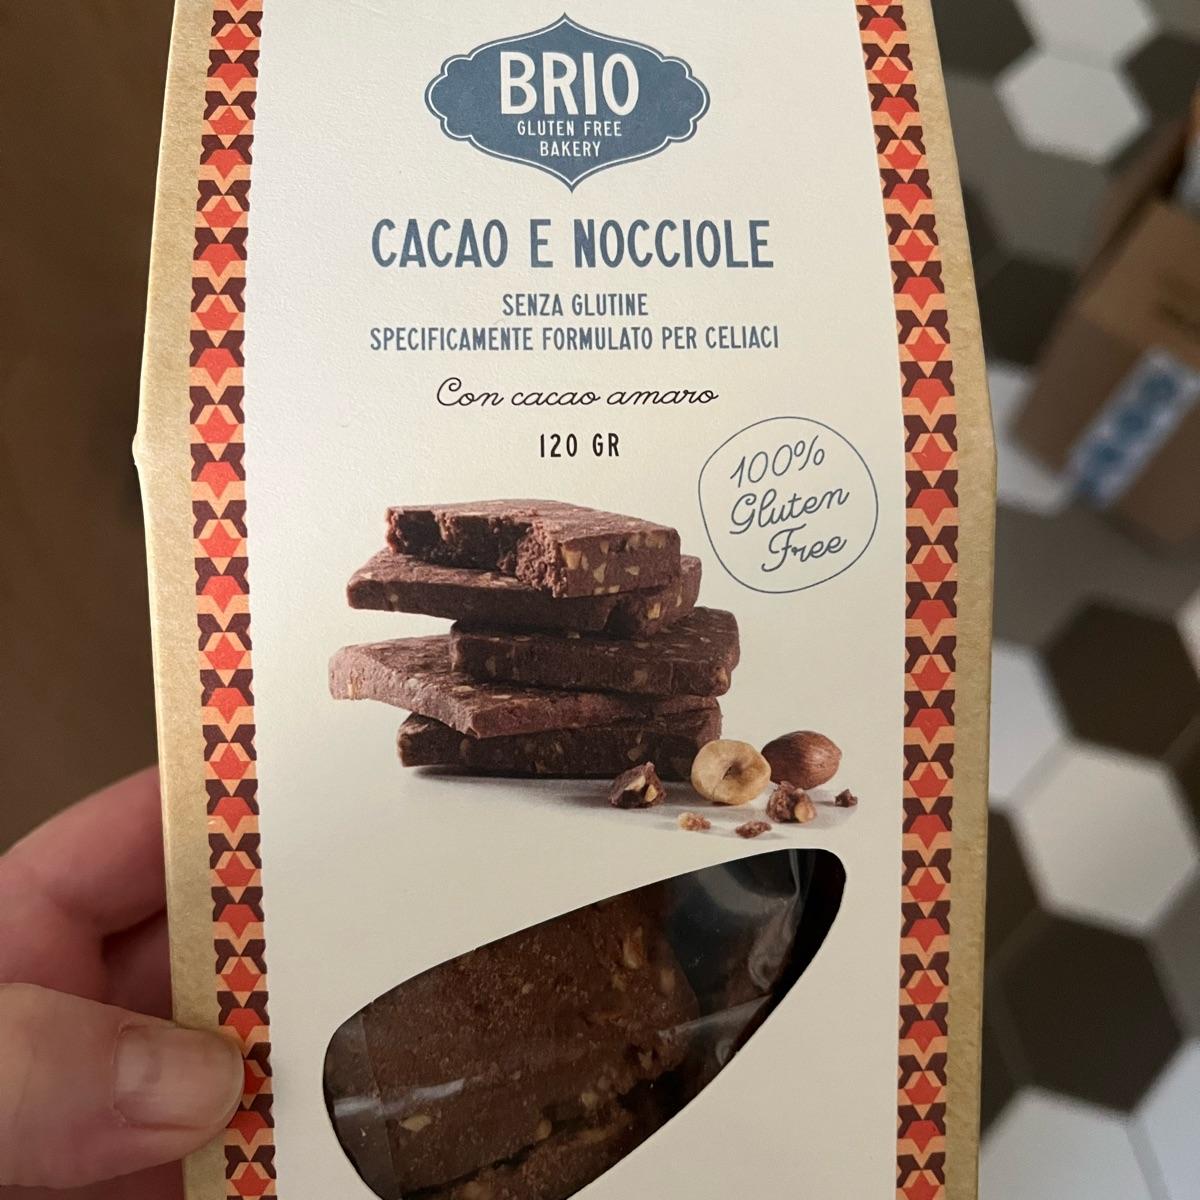 BRIO
GLUTEN FREE
BAKERY
CACAO E NOCCIOLE
SENZA GLUTINE
SPECIFICAMENTE FORMULATO PER CELIACI
Con cacao amaro
120 GR
100%
Gluten
Free